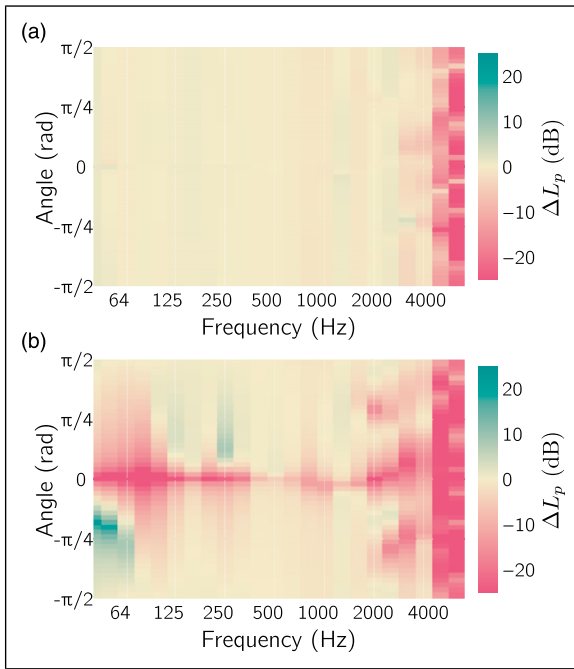 (a)
π/2
π/4
0
-π/4
-π/2
Angle (rad)
64 125 250 500 1000 2000 4000
Frequency (Hz)
20
10
0
−10
−20
ΔLp (dB)
(b)
π/2
π/4
0
-π/4
-π/2
Angle (rad)
64 125 250 500 1000 2000 4000
Frequency (Hz)
20
10
0
−10
−20
ΔLp (dB)